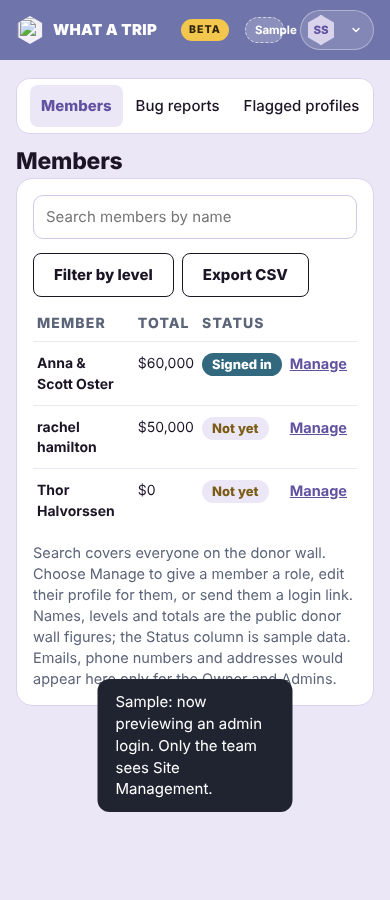 WHAT A TRIP BETA Sample SS
Members Bug reports Flagged profiles
Members
Search members by name
Filter by level Export CSV
MEMBER TOTAL STATUS
Anna & $60,000 Signed in Manage
Scott Oster
rachel $50,000 Not yet Manage
hamilton
Thor $0 Not yet Manage
Halvorssen
Search covers everyone on the donor wall.
Choose Manage to give a member a role, edit
their profile for them, or send them a login link.
Names, levels and totals are the public donor
wall figures; the Status column is sample data.
Emails, phone numbers and addresses would
appear here only for the Owner and Admins.
Sample: now
previewing an admin
login. Only the team
sees Site
Management.